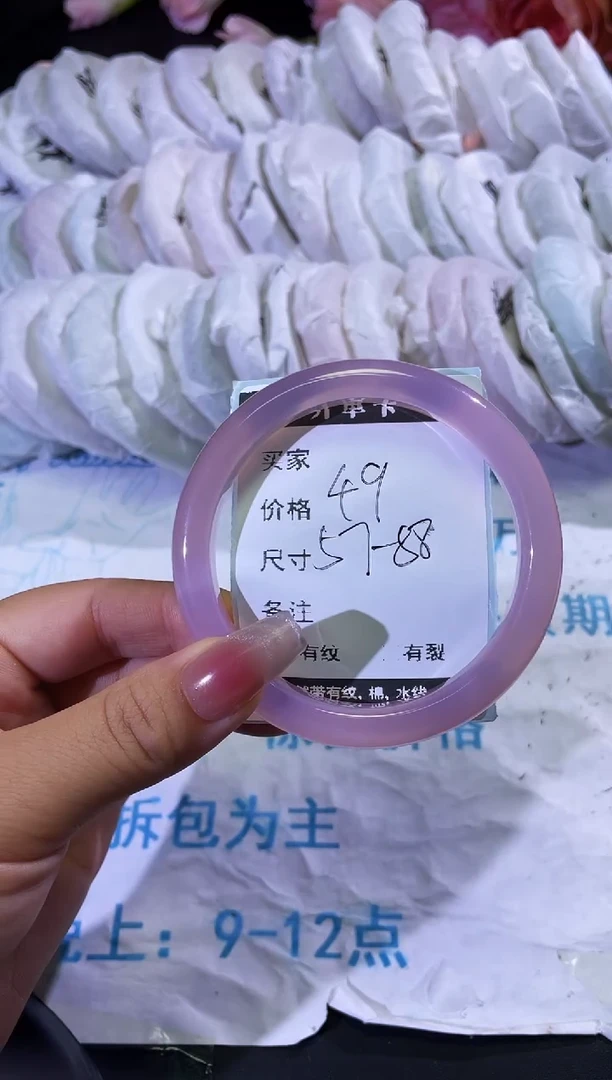 开单卡
买家
价格 49
尺寸 57-88
备注
有纹 有裂
带有纹,棉,水线
期
拆包为主
晚上：9-12点